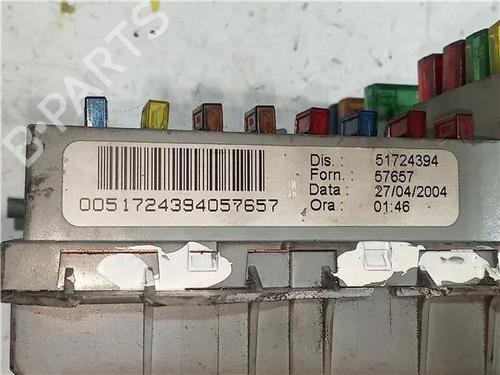 B-PARTS
Dis. : 51724394
Forn. : 57657
Data : 27/04/2004
Ora : 01:46
0051724394057657